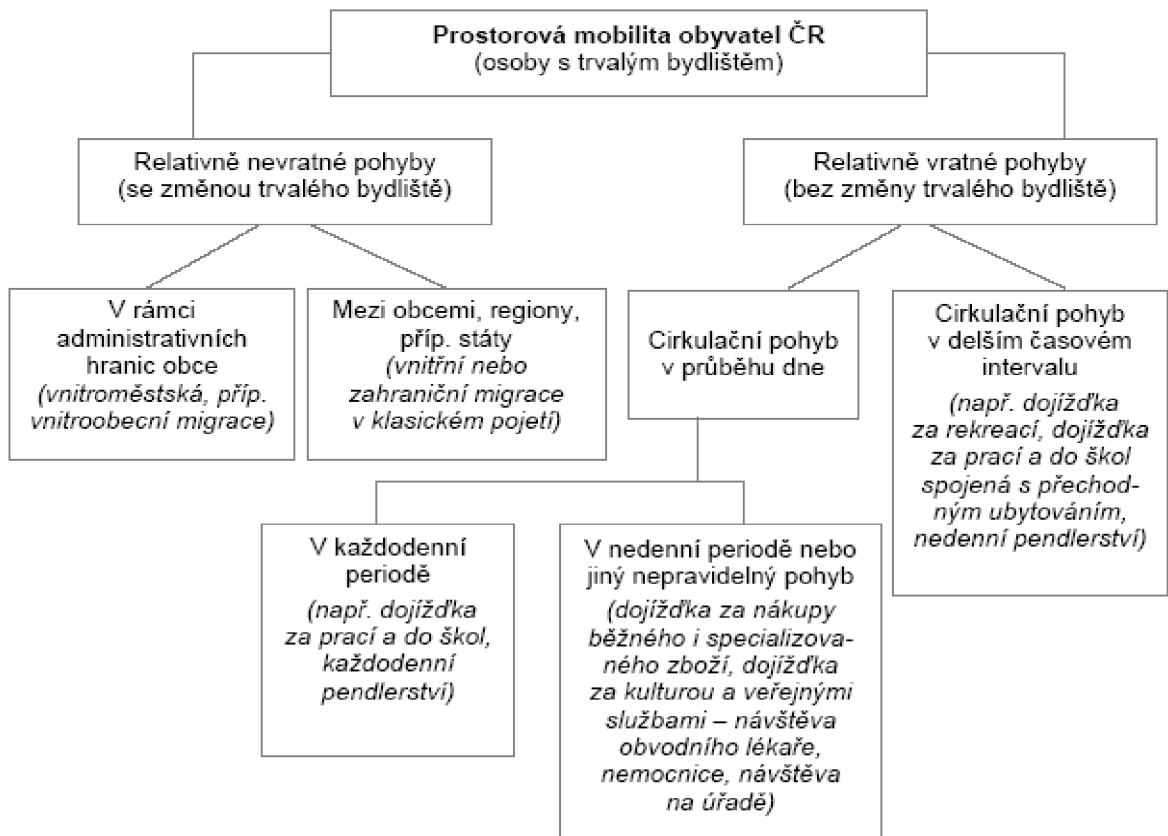 Prostorová mobilita obyvatel ČR
(osoby s trvalým bydlištěm)
Relativně nevratné pohyby
(se změnou trvalého bydliště)
Relativně vratné pohyby
(bez změny trvalého bydliště)
V rámci
administrativních
hranic obce
(vnitroměstská, příp.
vnitroobecní migrace)
Mezi obcemi, regiony,
příp. státy
(vnitřní nebo
zahraniční migrace
v klasickém pojetí)
Cirkulační pohyb
v průběhu dne
Cirkulační pohyb
v delším časovém
intervalu
(např. dojížďka
za rekreací, dojížďka
za prací a do škol
spojená s přechod-
ným ubytováním,
nedenní pendlerství)
V každodenní
periodě
(např. dojížďka
za prací a do škol,
každodenní
pendlerství)
V nedenní periodě nebo
jiný nepravidelný pohyb
(dojížďka za nákupy
běžného i specializova-
ného zboží, dojížďka
za kulturou a veřejnými
službami – návštěva
obvodního lékaře,
nemocnice, návštěva
na úřadě)